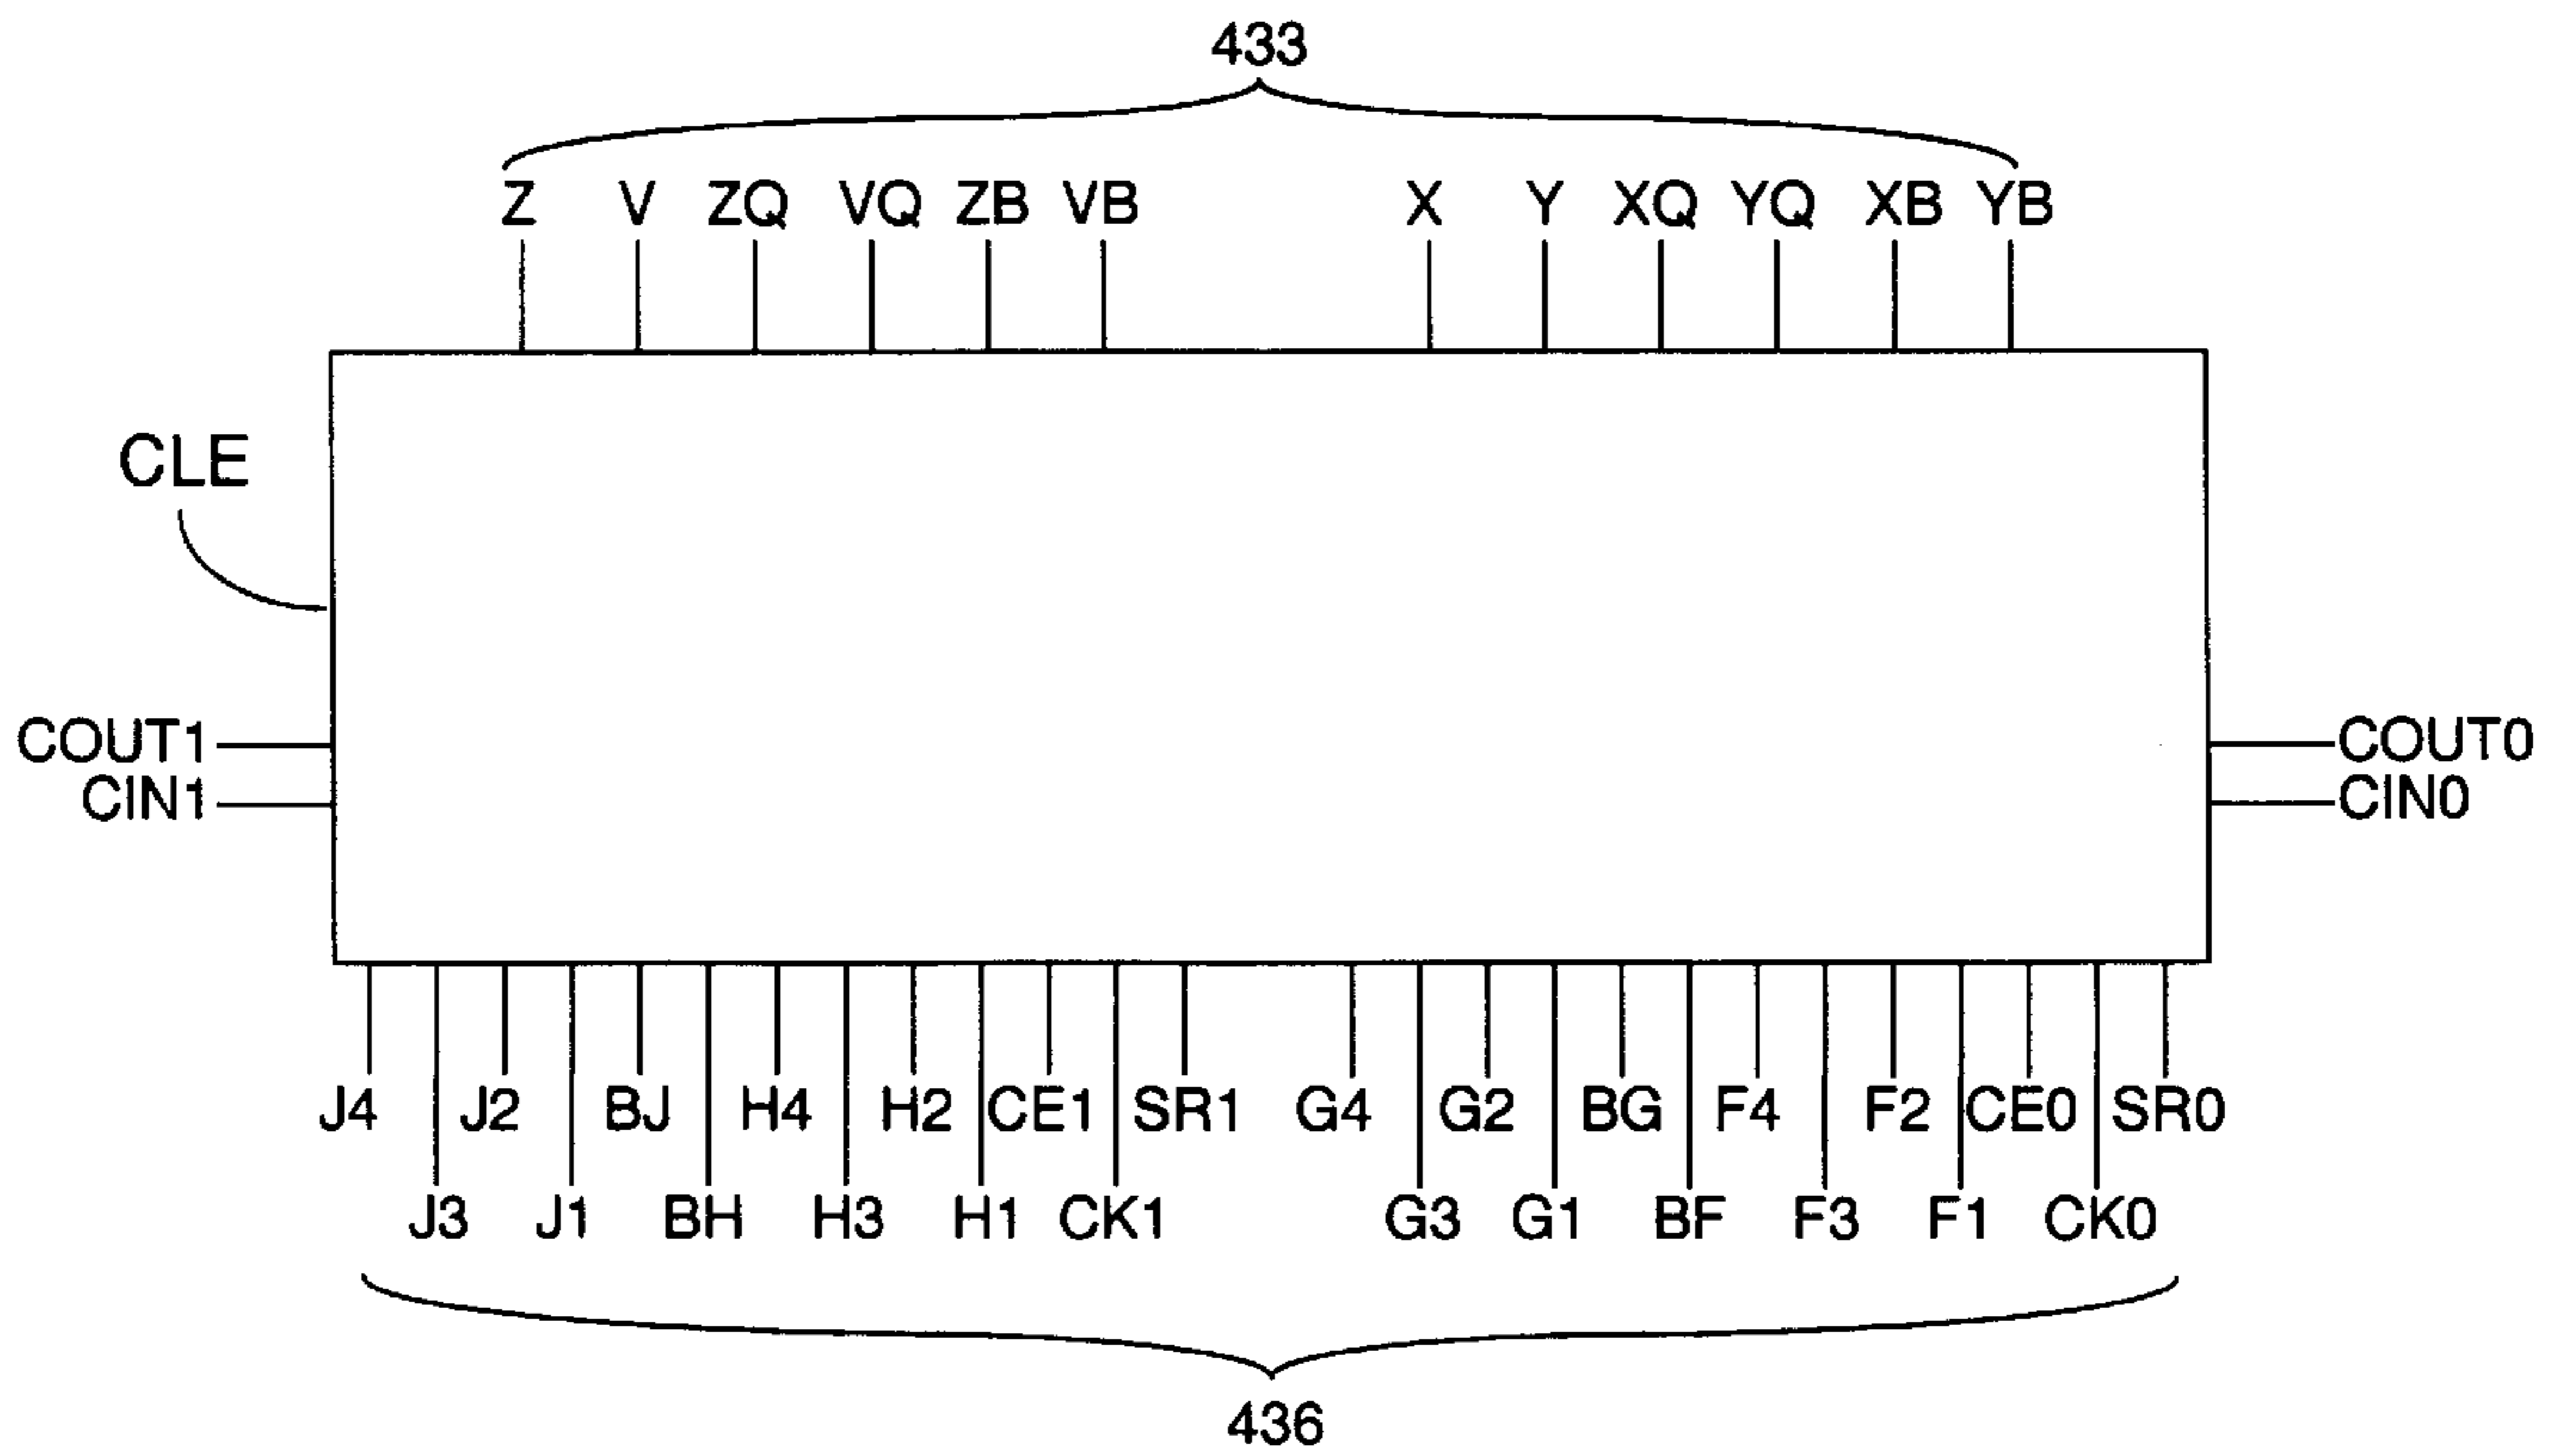 433
Z V ZQ VQ ZB VB X Y XQ YQ XB YB
CLE
COUT1 COUT0
CIN1 CIN0
J4 J2 BJ H4 H2 CE1 SR1 G4 G2 BG F4 F2 CE0 SR0
J3 J1 BH H3 H1 CK1 G3 G1 BF F3 F1 CK0
436